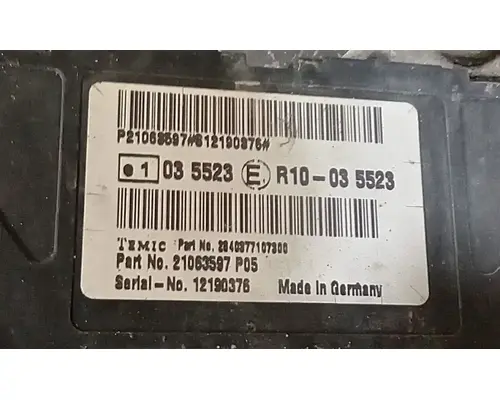 P21063597#S12190376#
e1 03 5523 E R10-03 5523
TEMIC Part No. 2840377107300
Part No. 21063597 P05
Serial-No. 12190376 Made in Germany